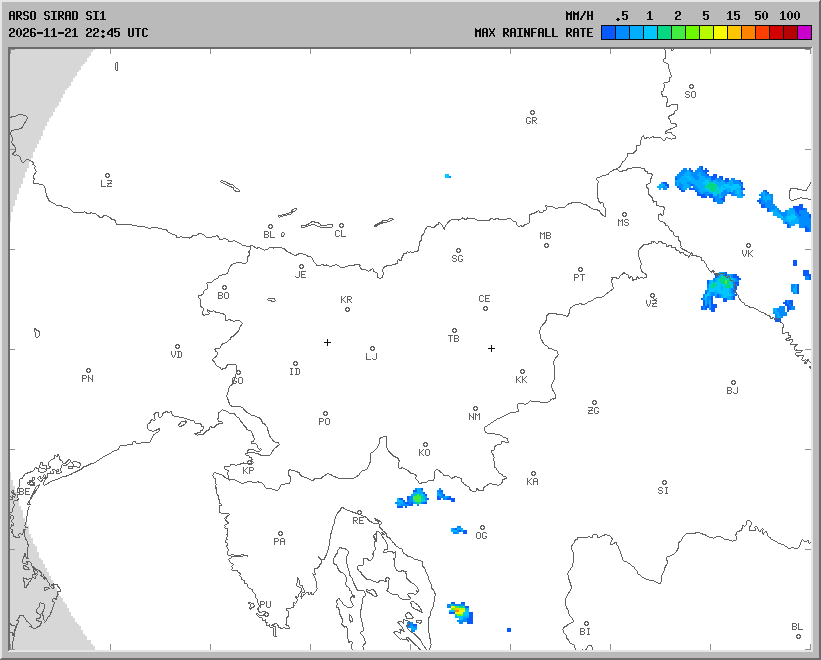 ARSO SIRAD SI1 MM/H .5 1 2 5 15 50 100
2026-11-21 22:45 UTC MAX RAINFALL RATE
SO
GR
LZ
MS
BL CL MB
SG VK
JE PT
BO KR CE VŽ
TB
VD LJ
PN GO ID KK
BJ
NM ZG
PO
KO
KP
BE KA SI
RE
PA OG
PU
BI BL